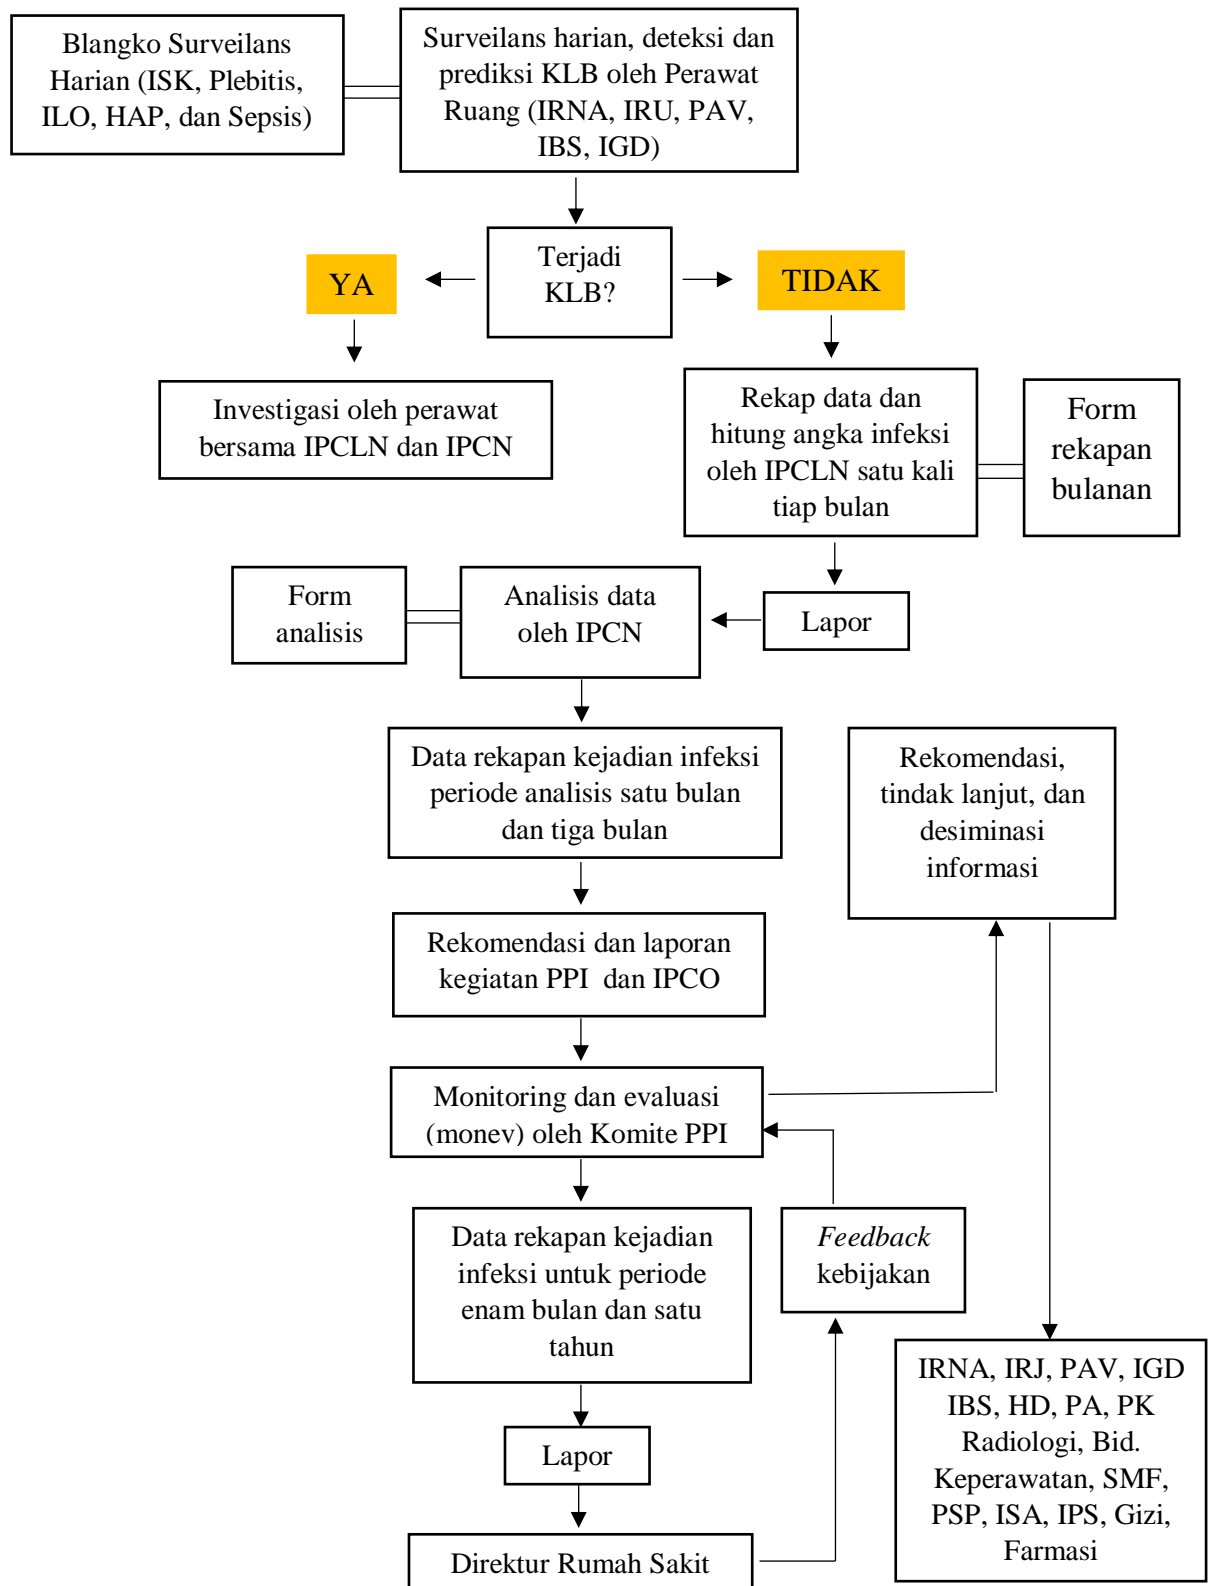 Blangko Surveilans
Harian (ISK, Plebitis,
ILO, HAP, dan Sepsis)
Surveilans harian, deteksi dan
prediksi KLB oleh Perawat
Ruang (IRNA, IRU, PAV,
IBS, IGD)
Terjadi
KLB?
YA
TIDAK
Investigasi oleh perawat
bersama IPCLN dan IPCN
Rekap data dan
hitung angka infeksi
oleh IPCLN satu kali
tiap bulan
Form
rekapan
bulanan
Form
analisis
Analisis data
oleh IPCN
Lapor
Data rekapan kejadian infeksi
periode analisis satu bulan
dan tiga bulan
Rekomendasi,
tindak lanjut, dan
desiminasi
informasi
Rekomendasi dan laporan
kegiatan PPI  dan IPCO
Monitoring dan evaluasi
(monev) oleh Komite PPI
Data rekapan kejadian
infeksi untuk periode
enam bulan dan satu
tahun
Feedback
kebijakan
IRNA, IRJ, PAV, IGD
IBS, HD, PA, PK
Radiologi, Bid.
Keperawatan, SMF,
PSP, ISA, IPS, Gizi,
Farmasi
Lapor
Direktur Rumah Sakit